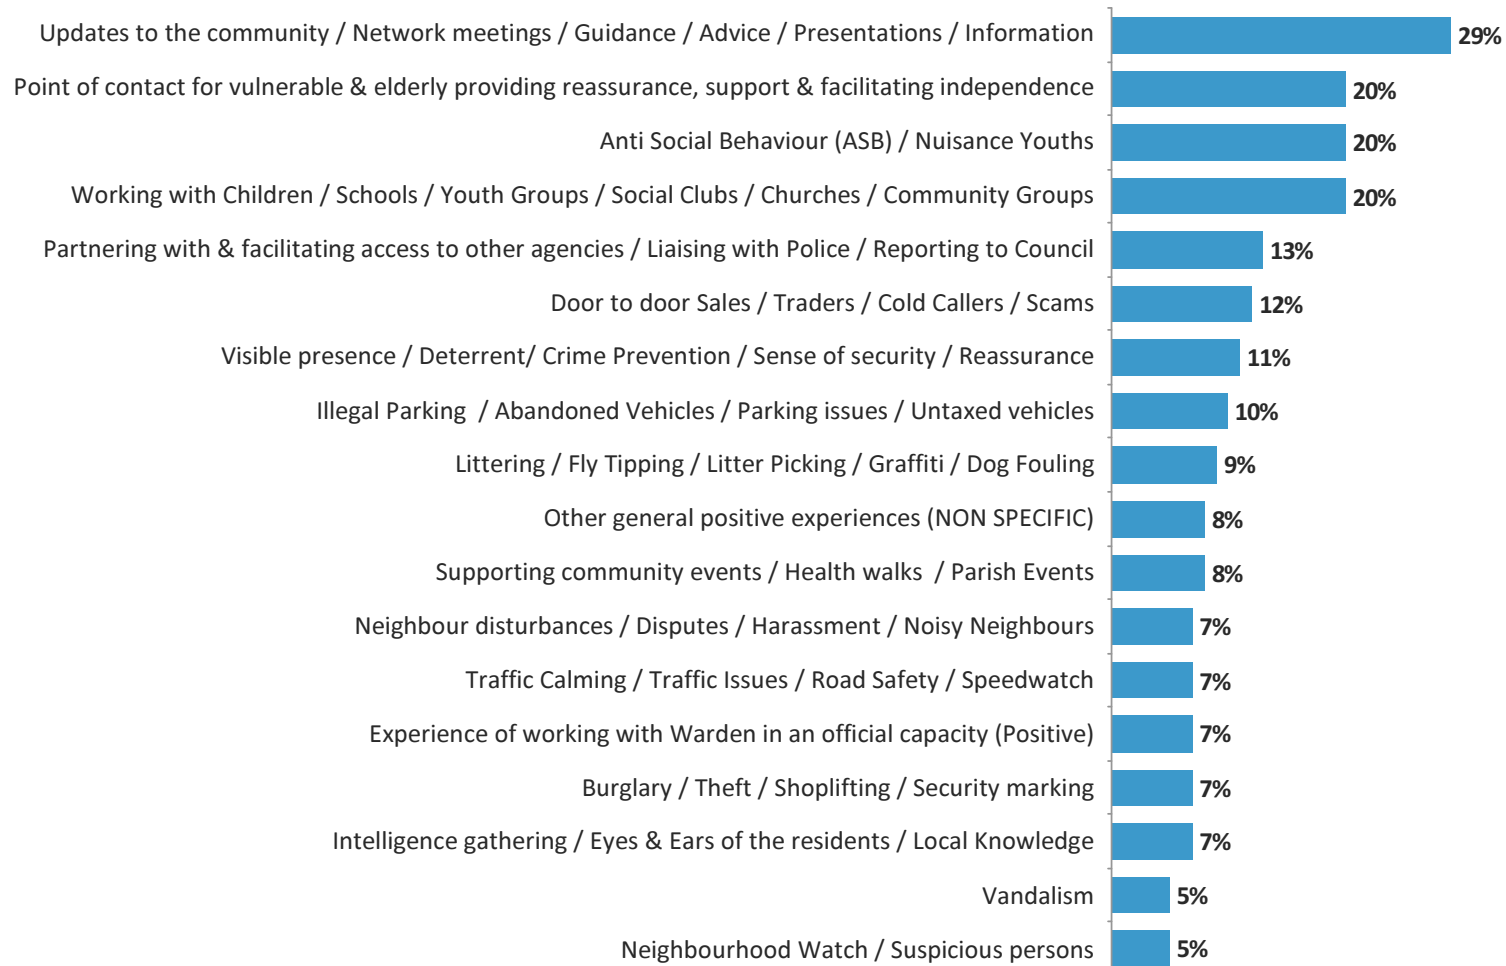 Updates to the community / Network meetings / Guidance / Advice / Presentations / Information 29%
Point of contact for vulnerable & elderly providing reassurance, support & facilitating independence 20%
Anti Social Behaviour (ASB) / Nuisance Youths 20%
Working with Children / Schools / Youth Groups / Social Clubs / Churches / Community Groups 20%
Partnering with & facilitating access to other agencies / Liaising with Police / Reporting to Council 13%
Door to door Sales / Traders / Cold Callers / Scams 12%
Visible presence / Deterrent/ Crime Prevention / Sense of security / Reassurance 11%
Illegal Parking  / Abandoned Vehicles / Parking issues / Untaxed vehicles 10%
Littering / Fly Tipping / Litter Picking / Graffiti / Dog Fouling 9%
Other general positive experiences (NON SPECIFIC) 8%
Supporting community events / Health walks  / Parish Events 8%
Neighbour disturbances / Disputes / Harassment / Noisy Neighbours 7%
Traffic Calming / Traffic Issues / Road Safety / Speedwatch 7%
Experience of working with Warden in an official capacity (Positive) 7%
Burglary / Theft / Shoplifting / Security marking 7%
Intelligence gathering / Eyes & Ears of the residents / Local Knowledge 7%
Vandalism 5%
Neighbourhood Watch / Suspicious persons 5%